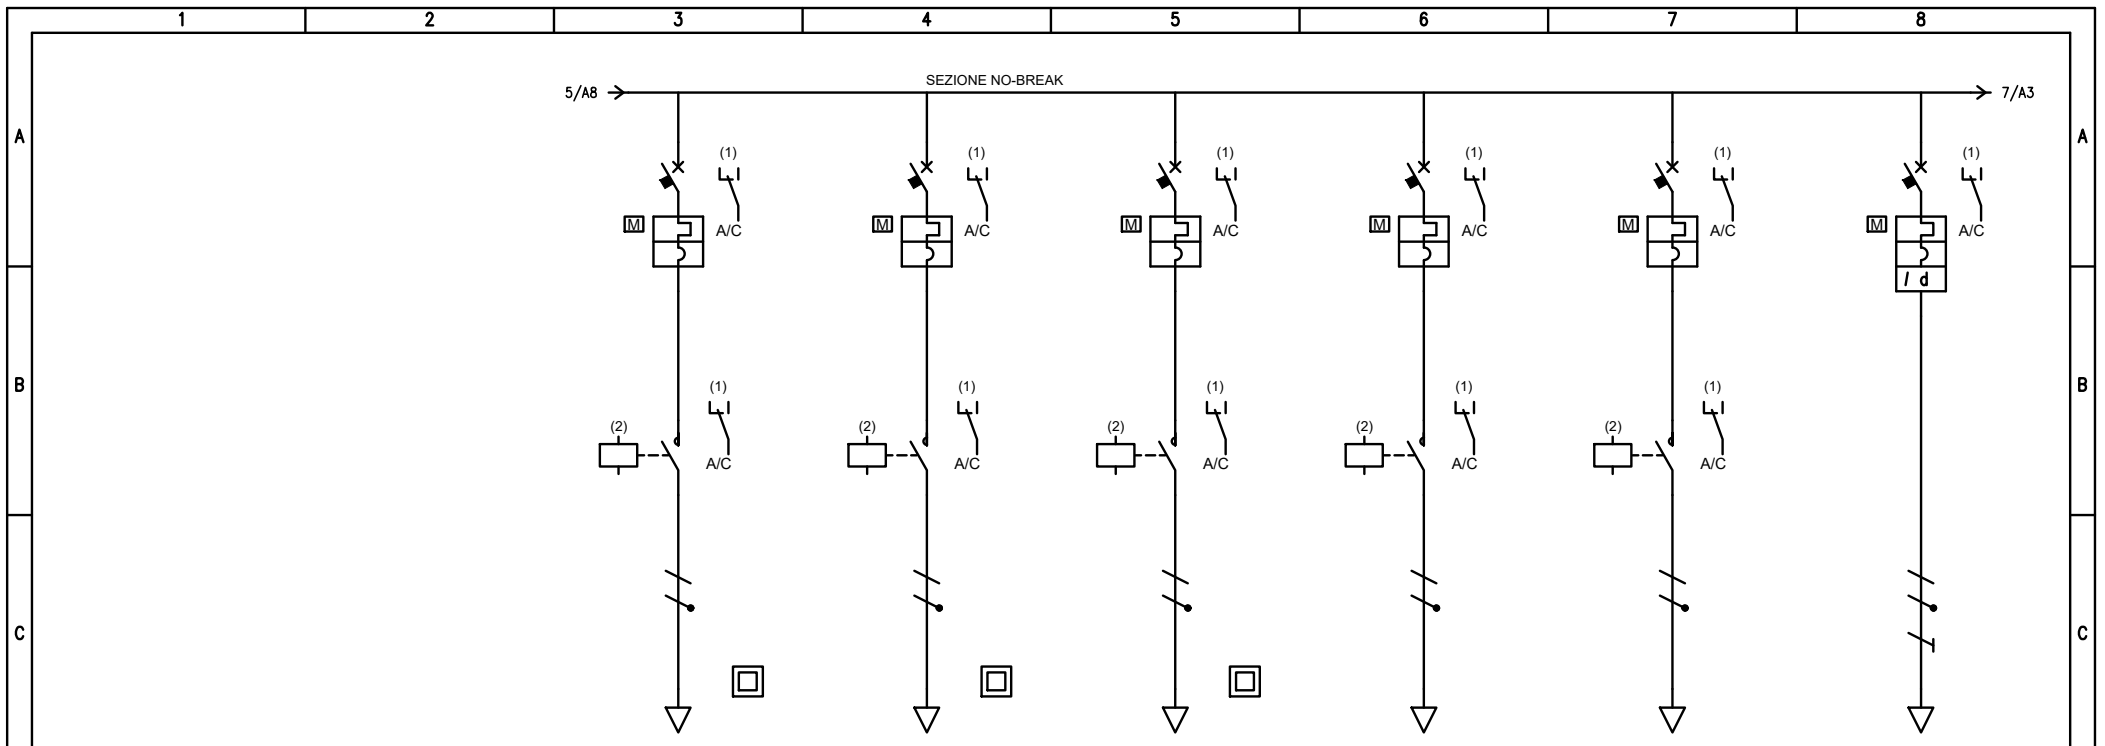 1 2 3 4 5 6 7 8
SEZIONE NO-BREAK
5/A8 7/A3
A A
(1) (1) (1) (1) (1) (1)
M A/C M A/C M A/C M A/C M A/C M A/C
I d
B B
(1) (1) (1) (1) (1)
(2) (2) (2) (2) (2)
A/C A/C A/C A/C A/C
C C